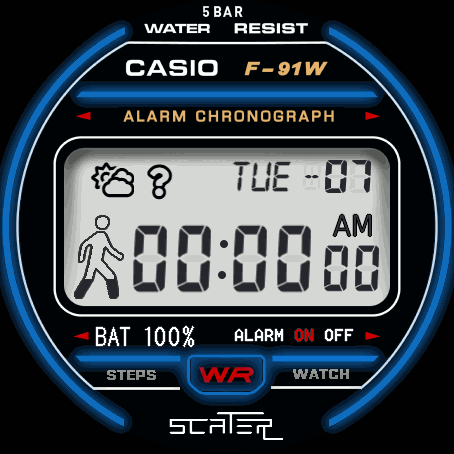 5 BAR
WATER RESIST
CASIO F-91W
ALARM CHRONOGRAPH
? TUE -07
AM
00:00 00
BAT 100% ALARM ON OFF
STEPS WR WATCH
SCATER